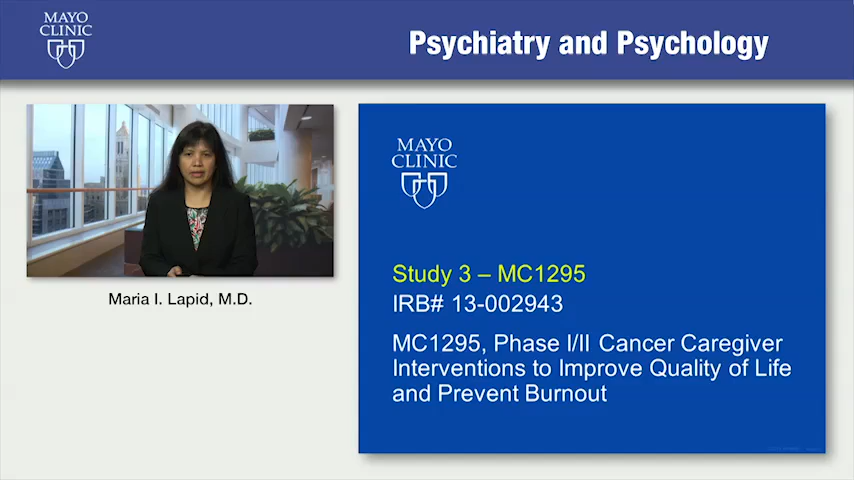 MAYO
CLINIC
Psychiatry and Psychology
Maria I. Lapid, M.D.
MAYO
CLINIC
Study 3 – MC1295
IRB# 13-002943
MC1295, Phase I/II Cancer Caregiver
Interventions to Improve Quality of Life
and Prevent Burnout